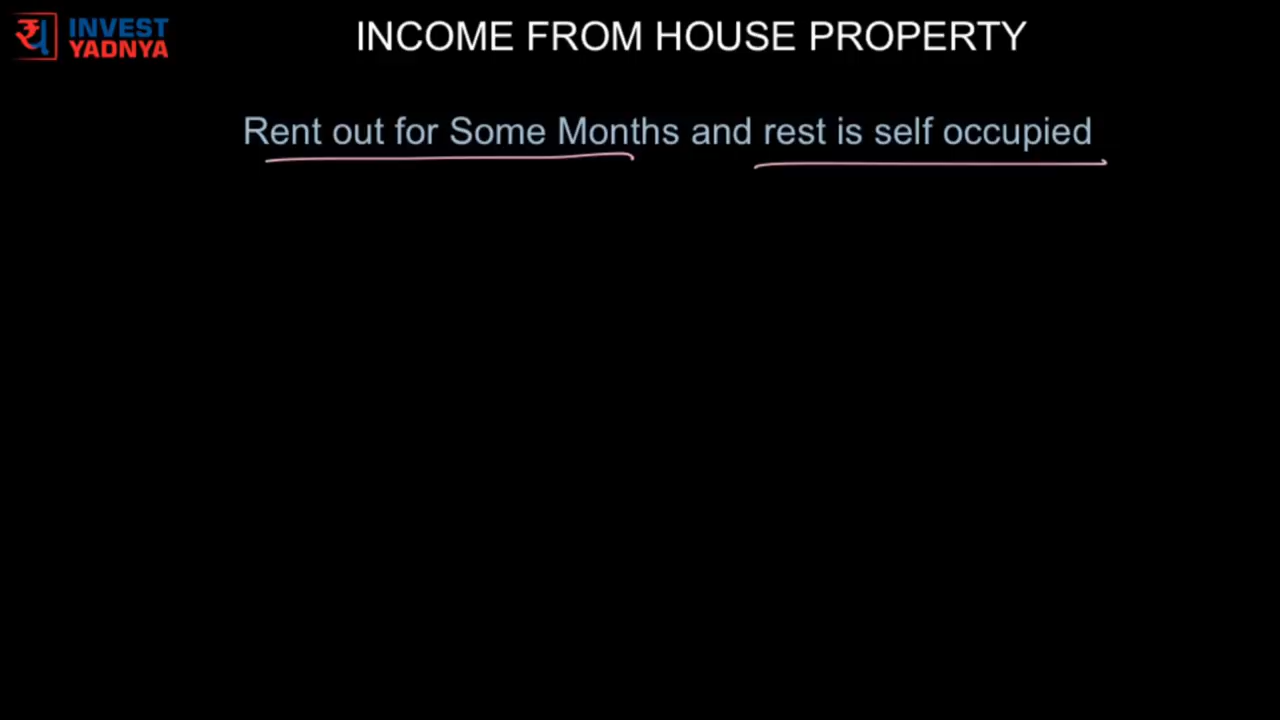 INVEST
YADNYA
INCOME FROM HOUSE PROPERTY
Rent out for Some Months and rest is self occupied